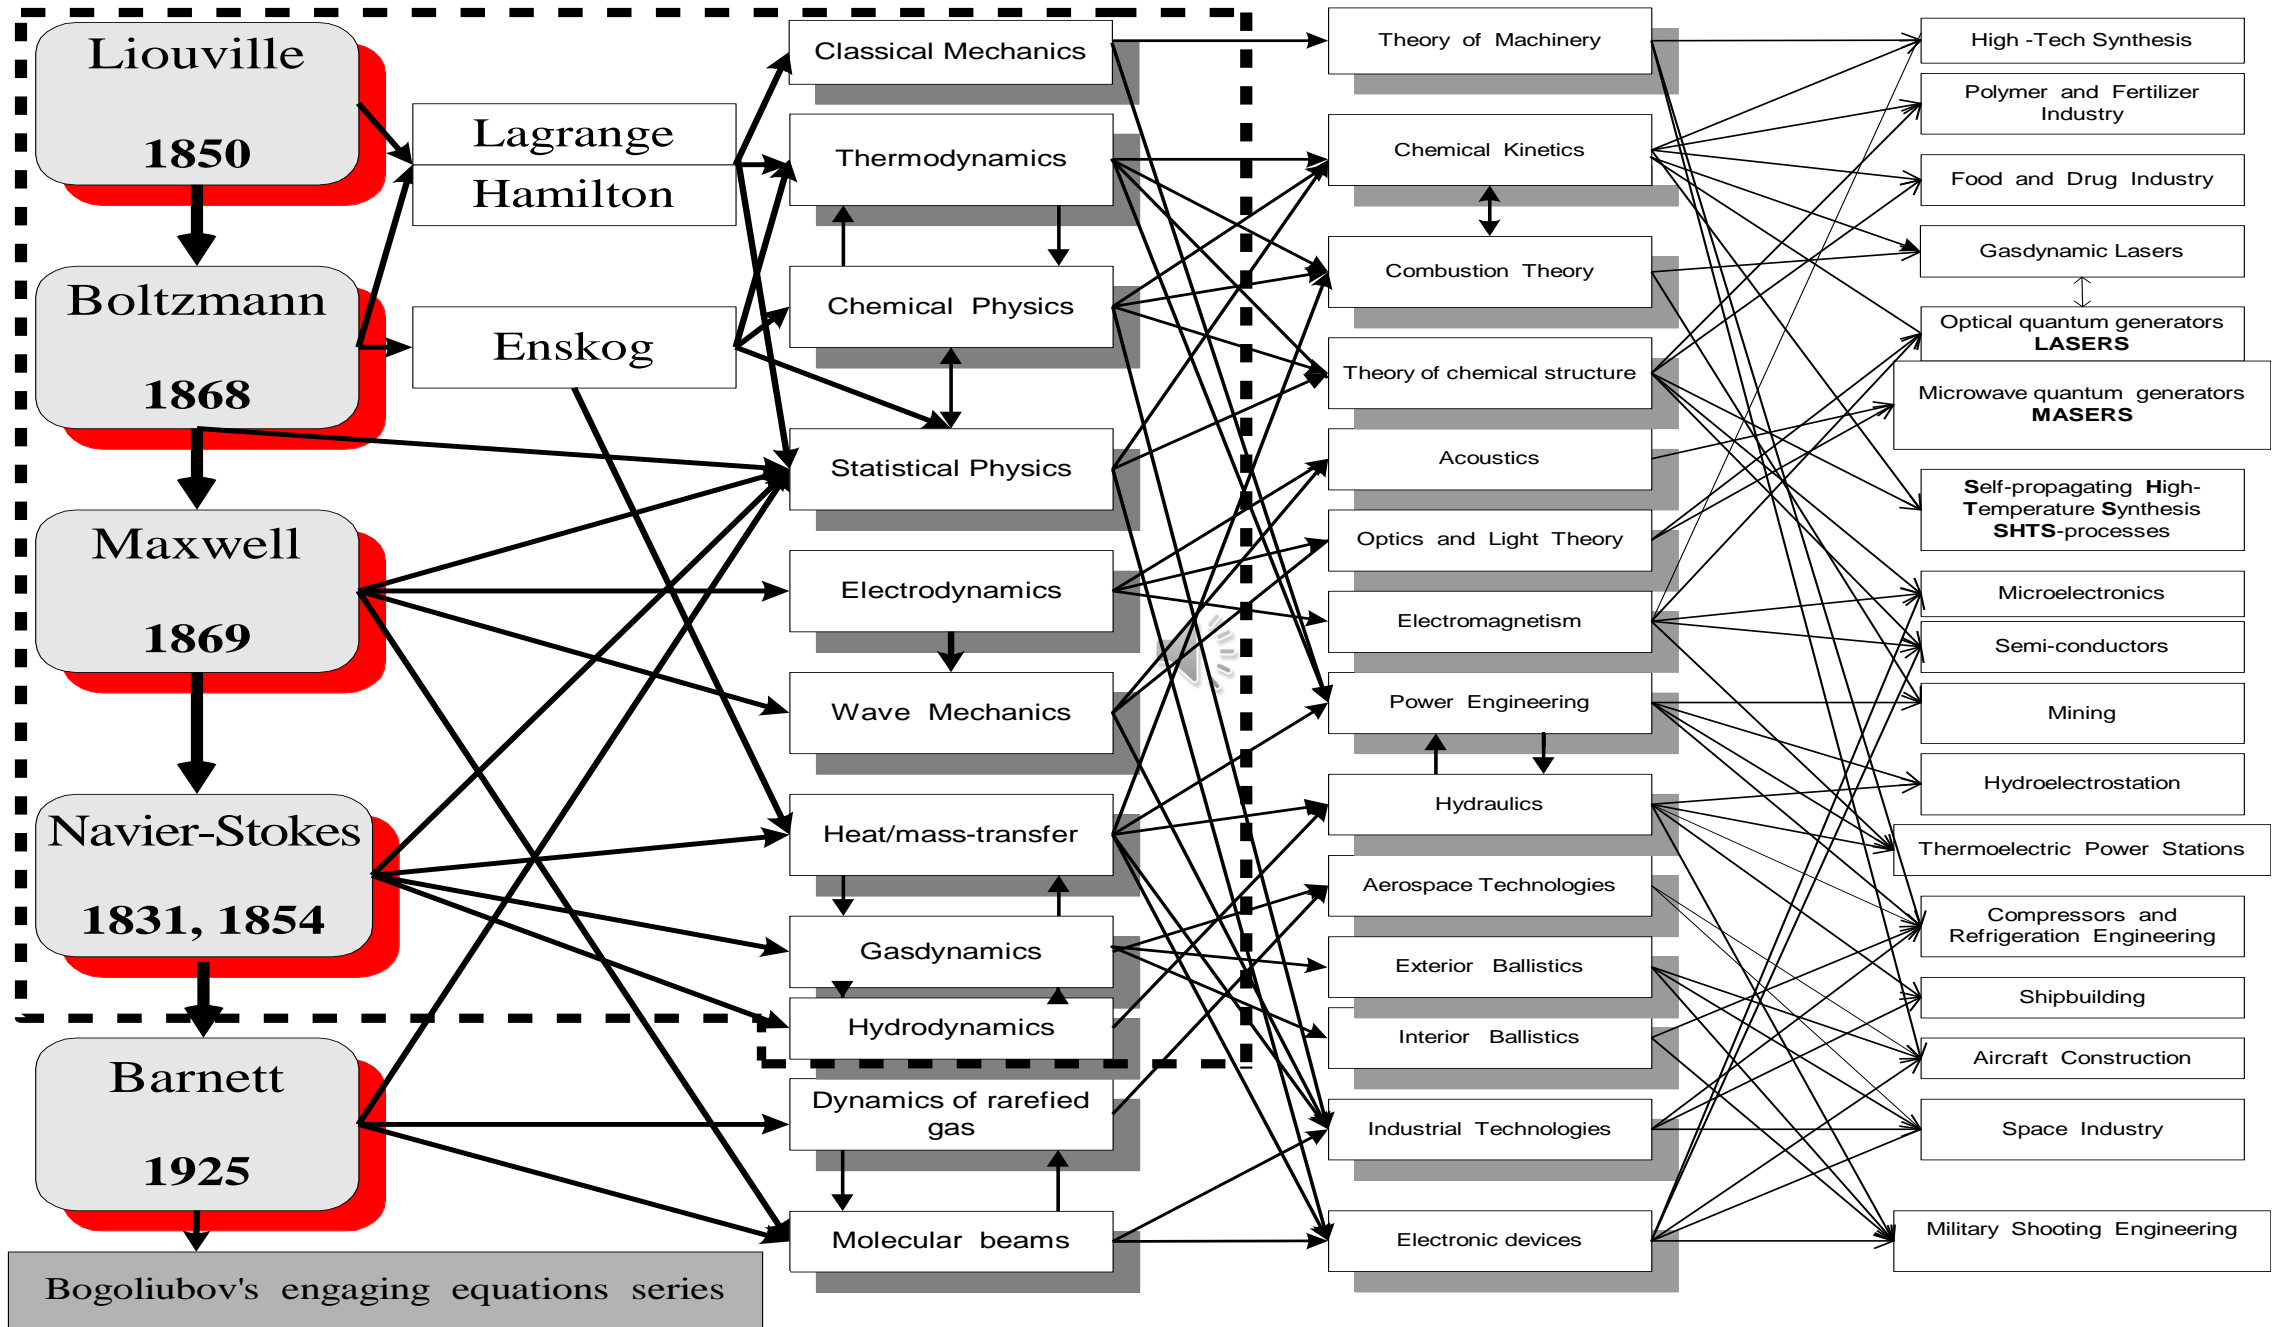 Liouville
1850
Boltzmann
1868
Maxwell
1869
Navier-Stokes
1831, 1854
Barnett
1925
Bogoliubov's engaging equations series
Lagrange
Hamilton
Enskog
Classical Mechanics
Thermodynamics
Chemical Physics
Statistical Physics
Electrodynamics
Wave Mechanics
Heat/mass-transfer
Gasdynamics
Hydrodynamics
Dynamics of rarefied
gas
Molecular beams
Theory of Machinery
Chemical Kinetics
Combustion Theory
Theory of chemical structure
Acoustics
Optics and Light Theory
Electromagnetism
Power Engineering
Hydraulics
Aerospace Technologies
Exterior Ballistics
Interior Ballistics
Industrial Technologies
Electronic devices
High -Tech Synthesis
Polymer and Fertilizer
Industry
Food and Drug Industry
Gasdynamic Lasers
Optical quantum generators
LASERS
Microwave quantum generators
MASERS
Self-propagating High-
Temperature Synthesis
SHTS-processes
Microelectronics
Semi-conductors
Mining
Hydroelectrostation
Thermoelectric Power Stations
Compressors and
Refrigeration Engineering
Shipbuilding
Aircraft Construction
Space Industry
Military Shooting Engineering